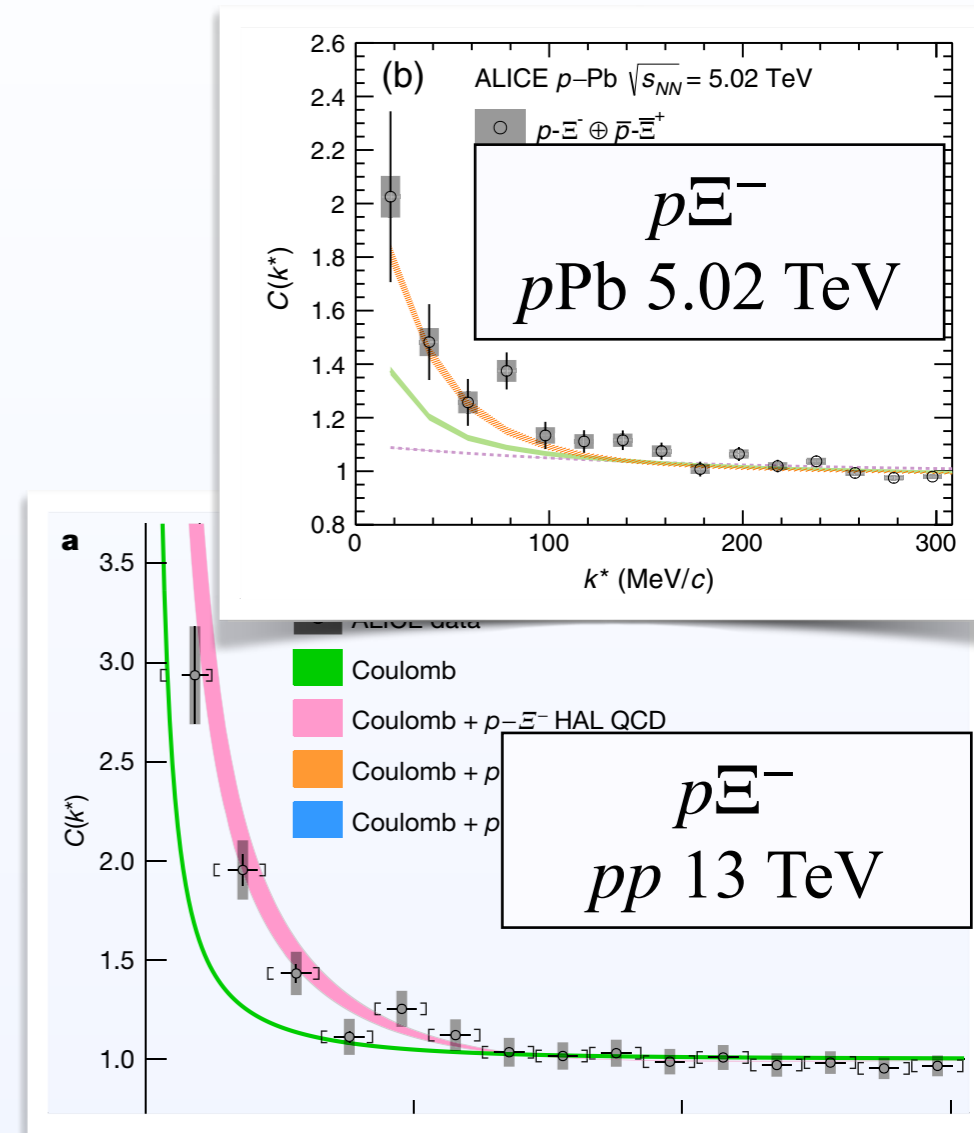 2.6
(b)
ALICE p–Pb √sNN = 5.02 TeV
2.4
p-Ξ⁻ ⊕ p̄-Ξ̄⁺
2.2
pΞ⁻
2
pPb 5.02 TeV
1.8
C(k*)
1.6
1.4
1.2
1
0.8
0 100 200 300
k* (MeV/c)
a
3.5
3.0
Coulomb
Coulomb + p–Ξ⁻ HAL QCD
2.5
Coulomb + p
pΞ⁻
Coulomb + p
pp 13 TeV
C(k*)
2.0
1.5
1.0